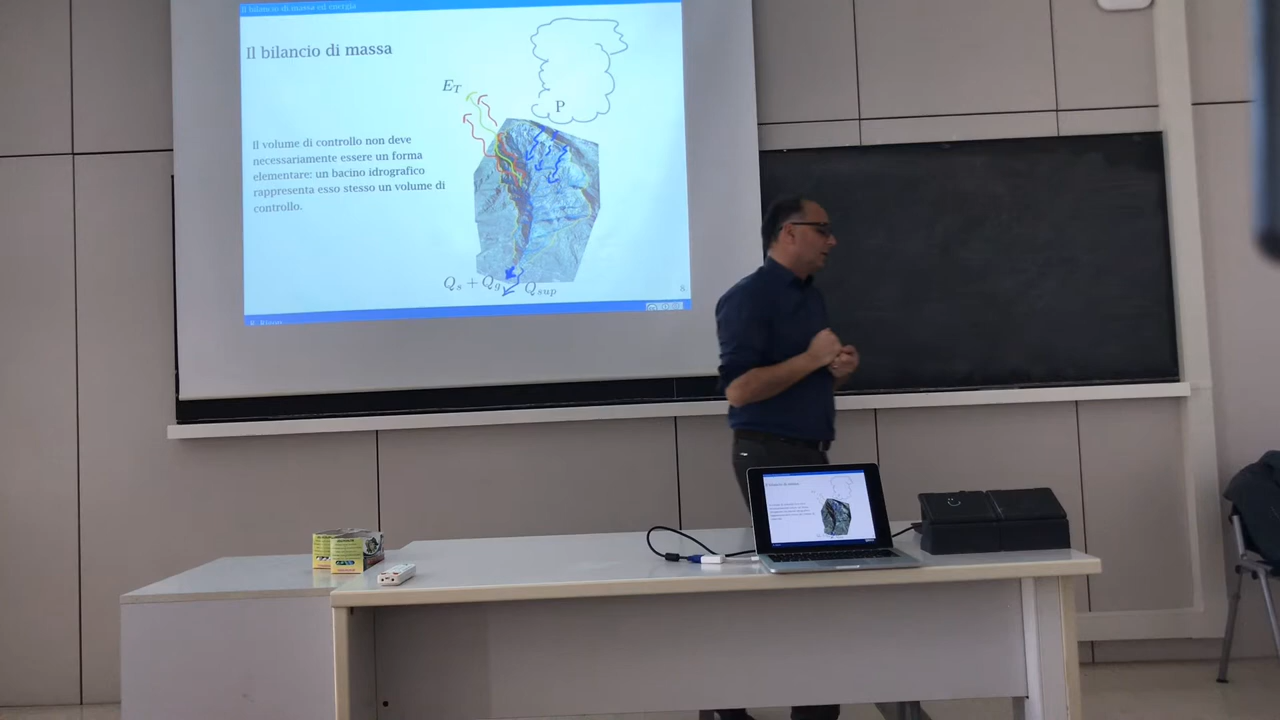 Il bilancio di massa ed energia
Il bilancio di massa
E_T
P
Il volume di controllo non deve
necessariamente essere un forma
elementare: un bacino idrografico
rappresenta esso stesso un volume di
controllo.
Q_s + Q_g
Q_sup
8